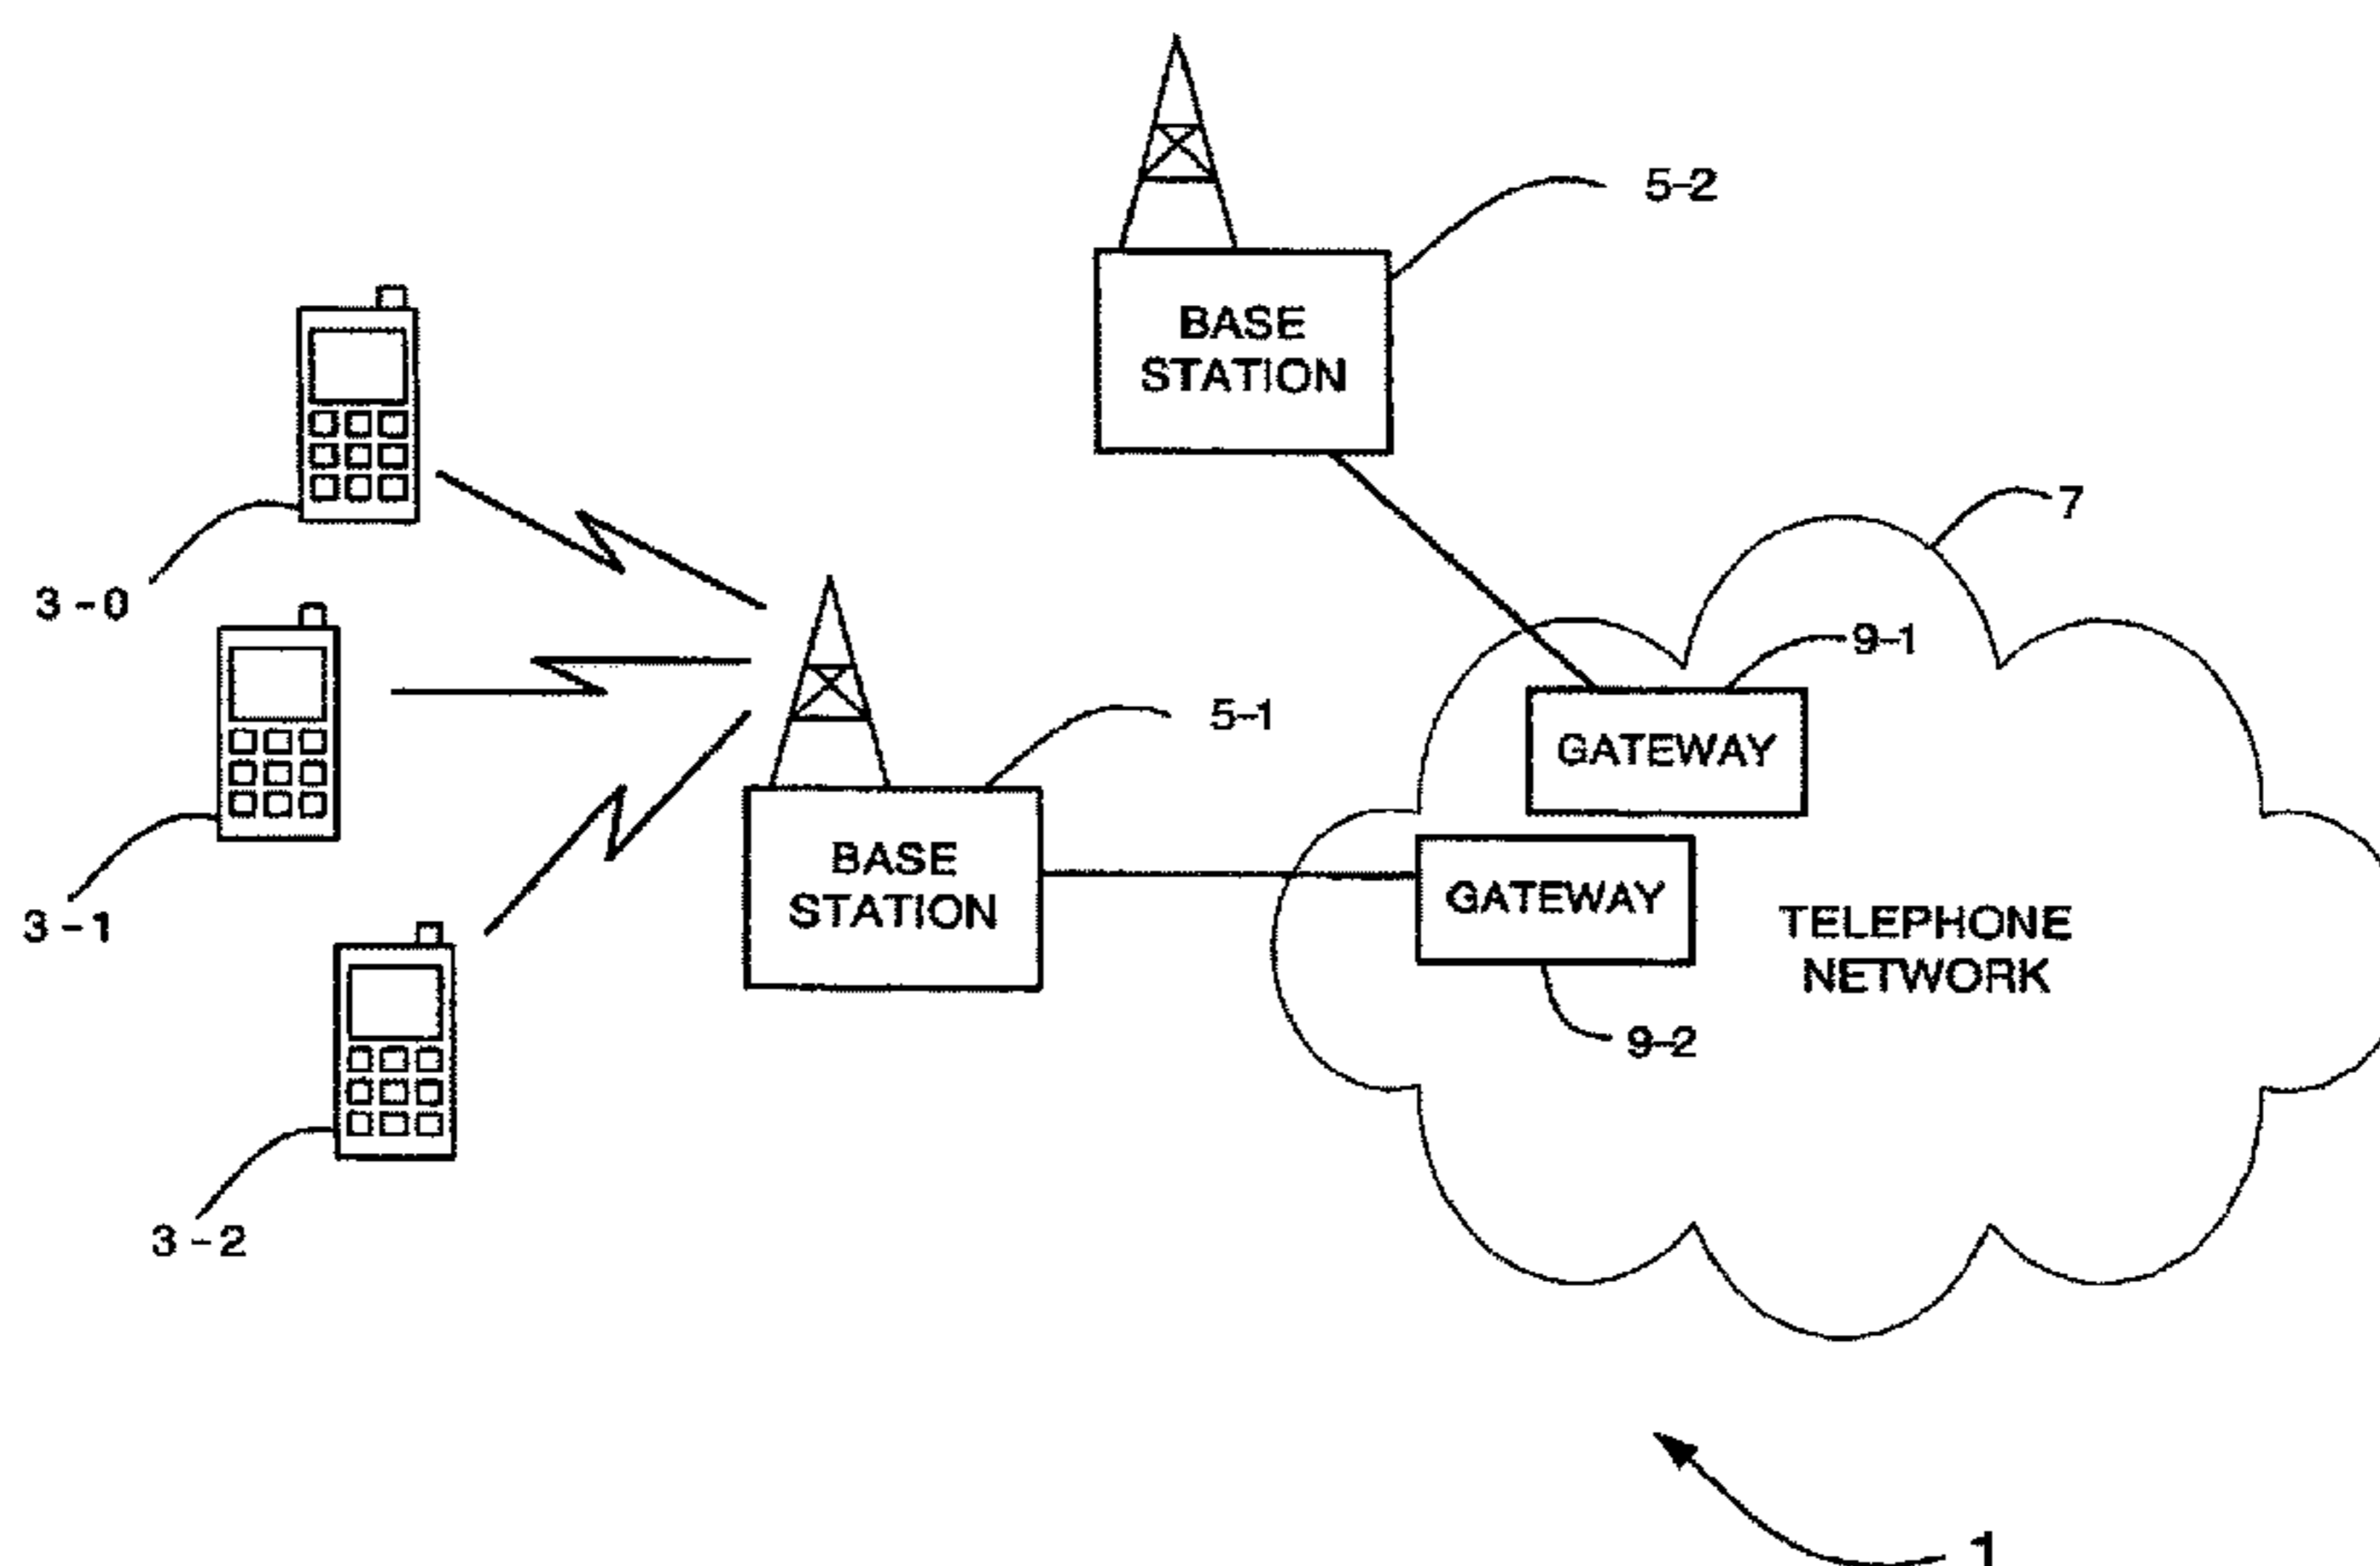 5-2
BASE
STATION
7
3-0
9-1
5-1
GATEWAY
BASE
STATION
GATEWAY
3-1
TELEPHONE
NETWORK
9-2
3-2
1